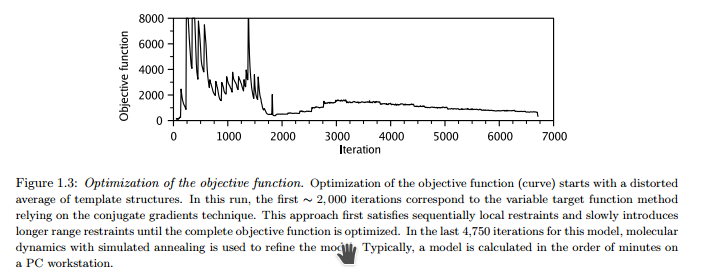 8000
6000
4000
2000
0
Objective function
0 1000 2000 3000 4000 5000 6000 7000
Iteration
Figure 1.3: Optimization of the objective function. Optimization of the objective function (curve) starts with a distorted
average of template structures. In this run, the first ~ 2,000 iterations correspond to the variable target function method
relying on the conjugate gradients technique. This approach first satisfies sequentially local restraints and slowly introduces
longer range restraints until the complete objective function is optimized. In the last 4,750 iterations for this model, molecular
dynamics with simulated annealing is used to refine the Typically, a model is calculated in the order of minutes on
a PC workstation.